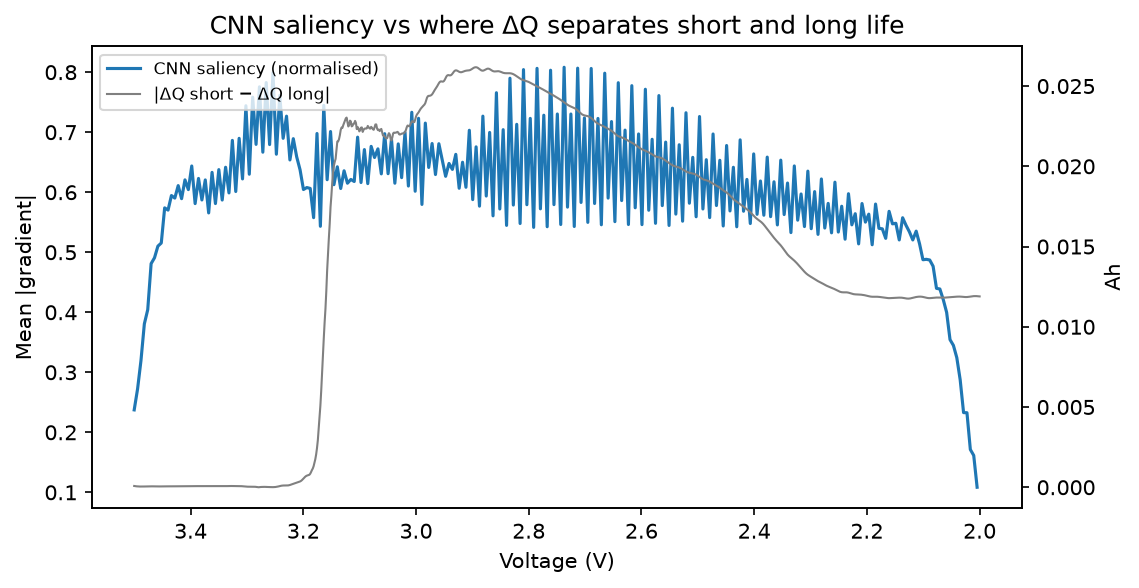 CNN saliency vs where ΔQ separates short and long life
CNN saliency (normalised)
|ΔQ short − ΔQ long|
Mean |gradient|
0.8
0.7
0.6
0.5
0.4
0.3
0.2
0.1
0.025
0.020
0.015
0.010
0.005
0.000
Ah
3.4 3.2 3.0 2.8 2.6 2.4 2.2 2.0
Voltage (V)